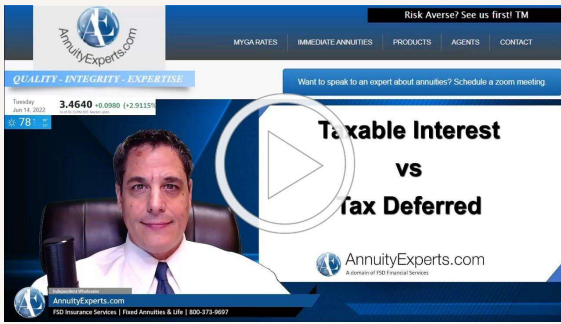 Risk Averse? See us first! TM
AnnuityExperts.com
MYGA RATES IMMEDIATE ANNUITIES PRODUCTS AGENTS CONTACT
QUALITY - INTEGRITY - EXPERTISE
Want to speak to an expert about annuities? Schedule a zoom meeting
Tuesday
Jun 14, 2022
3.4640 +0.0980 (+2.9115%
78°
Taxable Interest
vs
Tax Deferred
AnnuityExperts.com
A domain of FSD Financial Services
Independent Wholesaler
AnnuityExperts.com
FSD Insurance Services | Fixed Annuities & Life | 800-373-9697